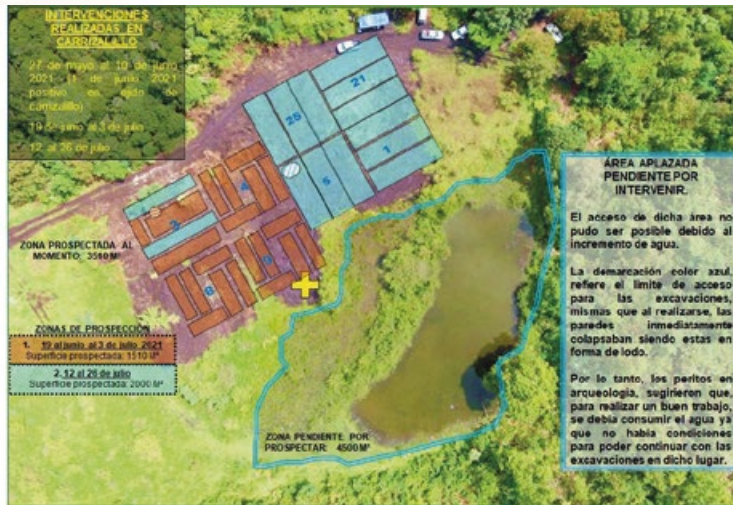 INTERVENCIONES
REALIZADAS EN
CARRIZALILLO
27 de mayo al 10 de junio
2021 (1 de junio 2021
positivo en ejido de
carrizalillo)
19 de junio al 3 de julio
12 al 26 de julio
21
25
1
5
4
3
9
8
ZONA PROSPECTADA AL
MOMENTO: 3510 M²
ZONAS DE PROSPECCIÓN
1. 19 al junio al 3 de julio 2021
Superficie prospectada: 1510 M²
2. 12 al 26 de julio
Superficie prospectada: 2000 M²
ZONA PENDIENTE POR
PROSPECTAR: 4500 M²
ÁREA APLAZADA
PENDIENTE POR
INTERVENIR.
El acceso de dicha área no
pudo ser posible debido al
incremento de agua.
La demarcación color azul,
refiere el limite de acceso
para las excavaciones,
mismas que al realizarse, las
paredes inmediatamente
colapsaban siendo estas en
forma de lodo.
Por lo tanto, los peritos en
arqueología, sugirieron que,
para realizar un buen trabajo,
se debía consumir el agua ya
que no había condiciones
para poder continuar con las
excavaciones en dicho lugar.